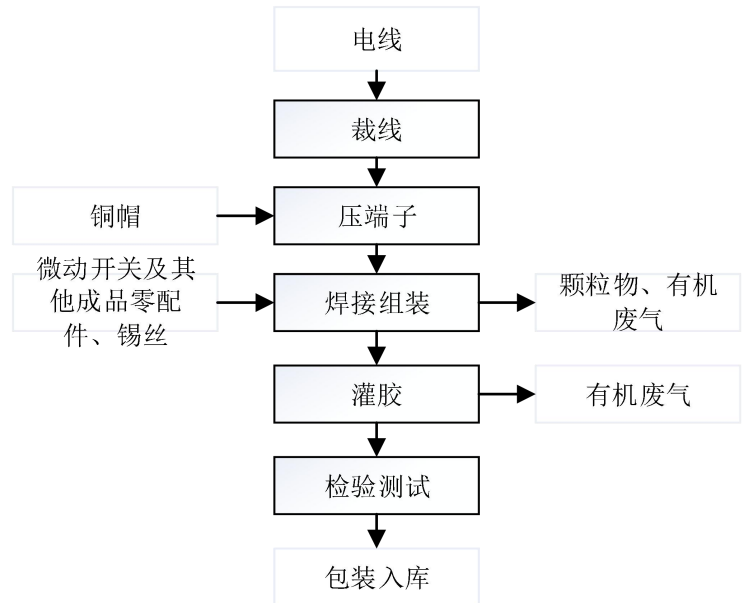 电线
裁线
铜帽
压端子
微动开关及其
他成品零配
件、锡丝
焊接组装
颗粒物、有机
废气
灌胶
有机废气
检验测试
包装入库